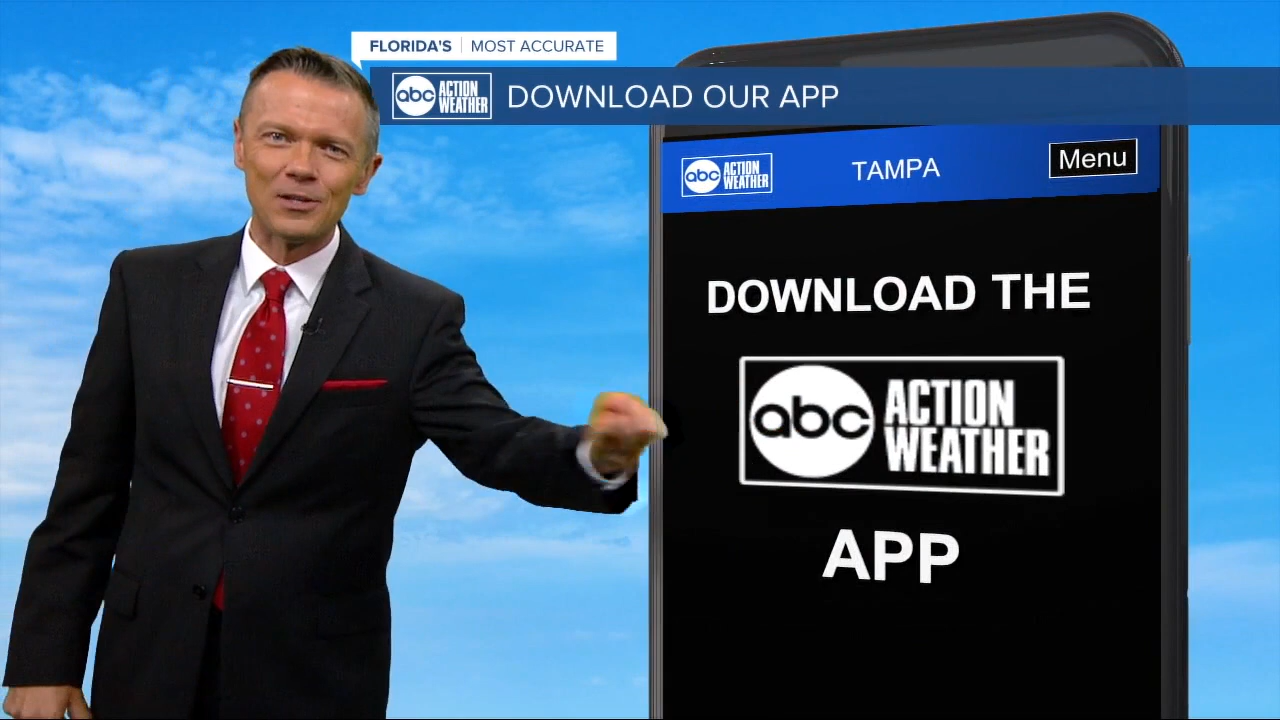 FLORIDA'S MOST ACCURATE
abc ACTION WEATHER DOWNLOAD OUR APP
abc ACTION WEATHER TAMPA Menu
DOWNLOAD THE
abc ACTION WEATHER
APP